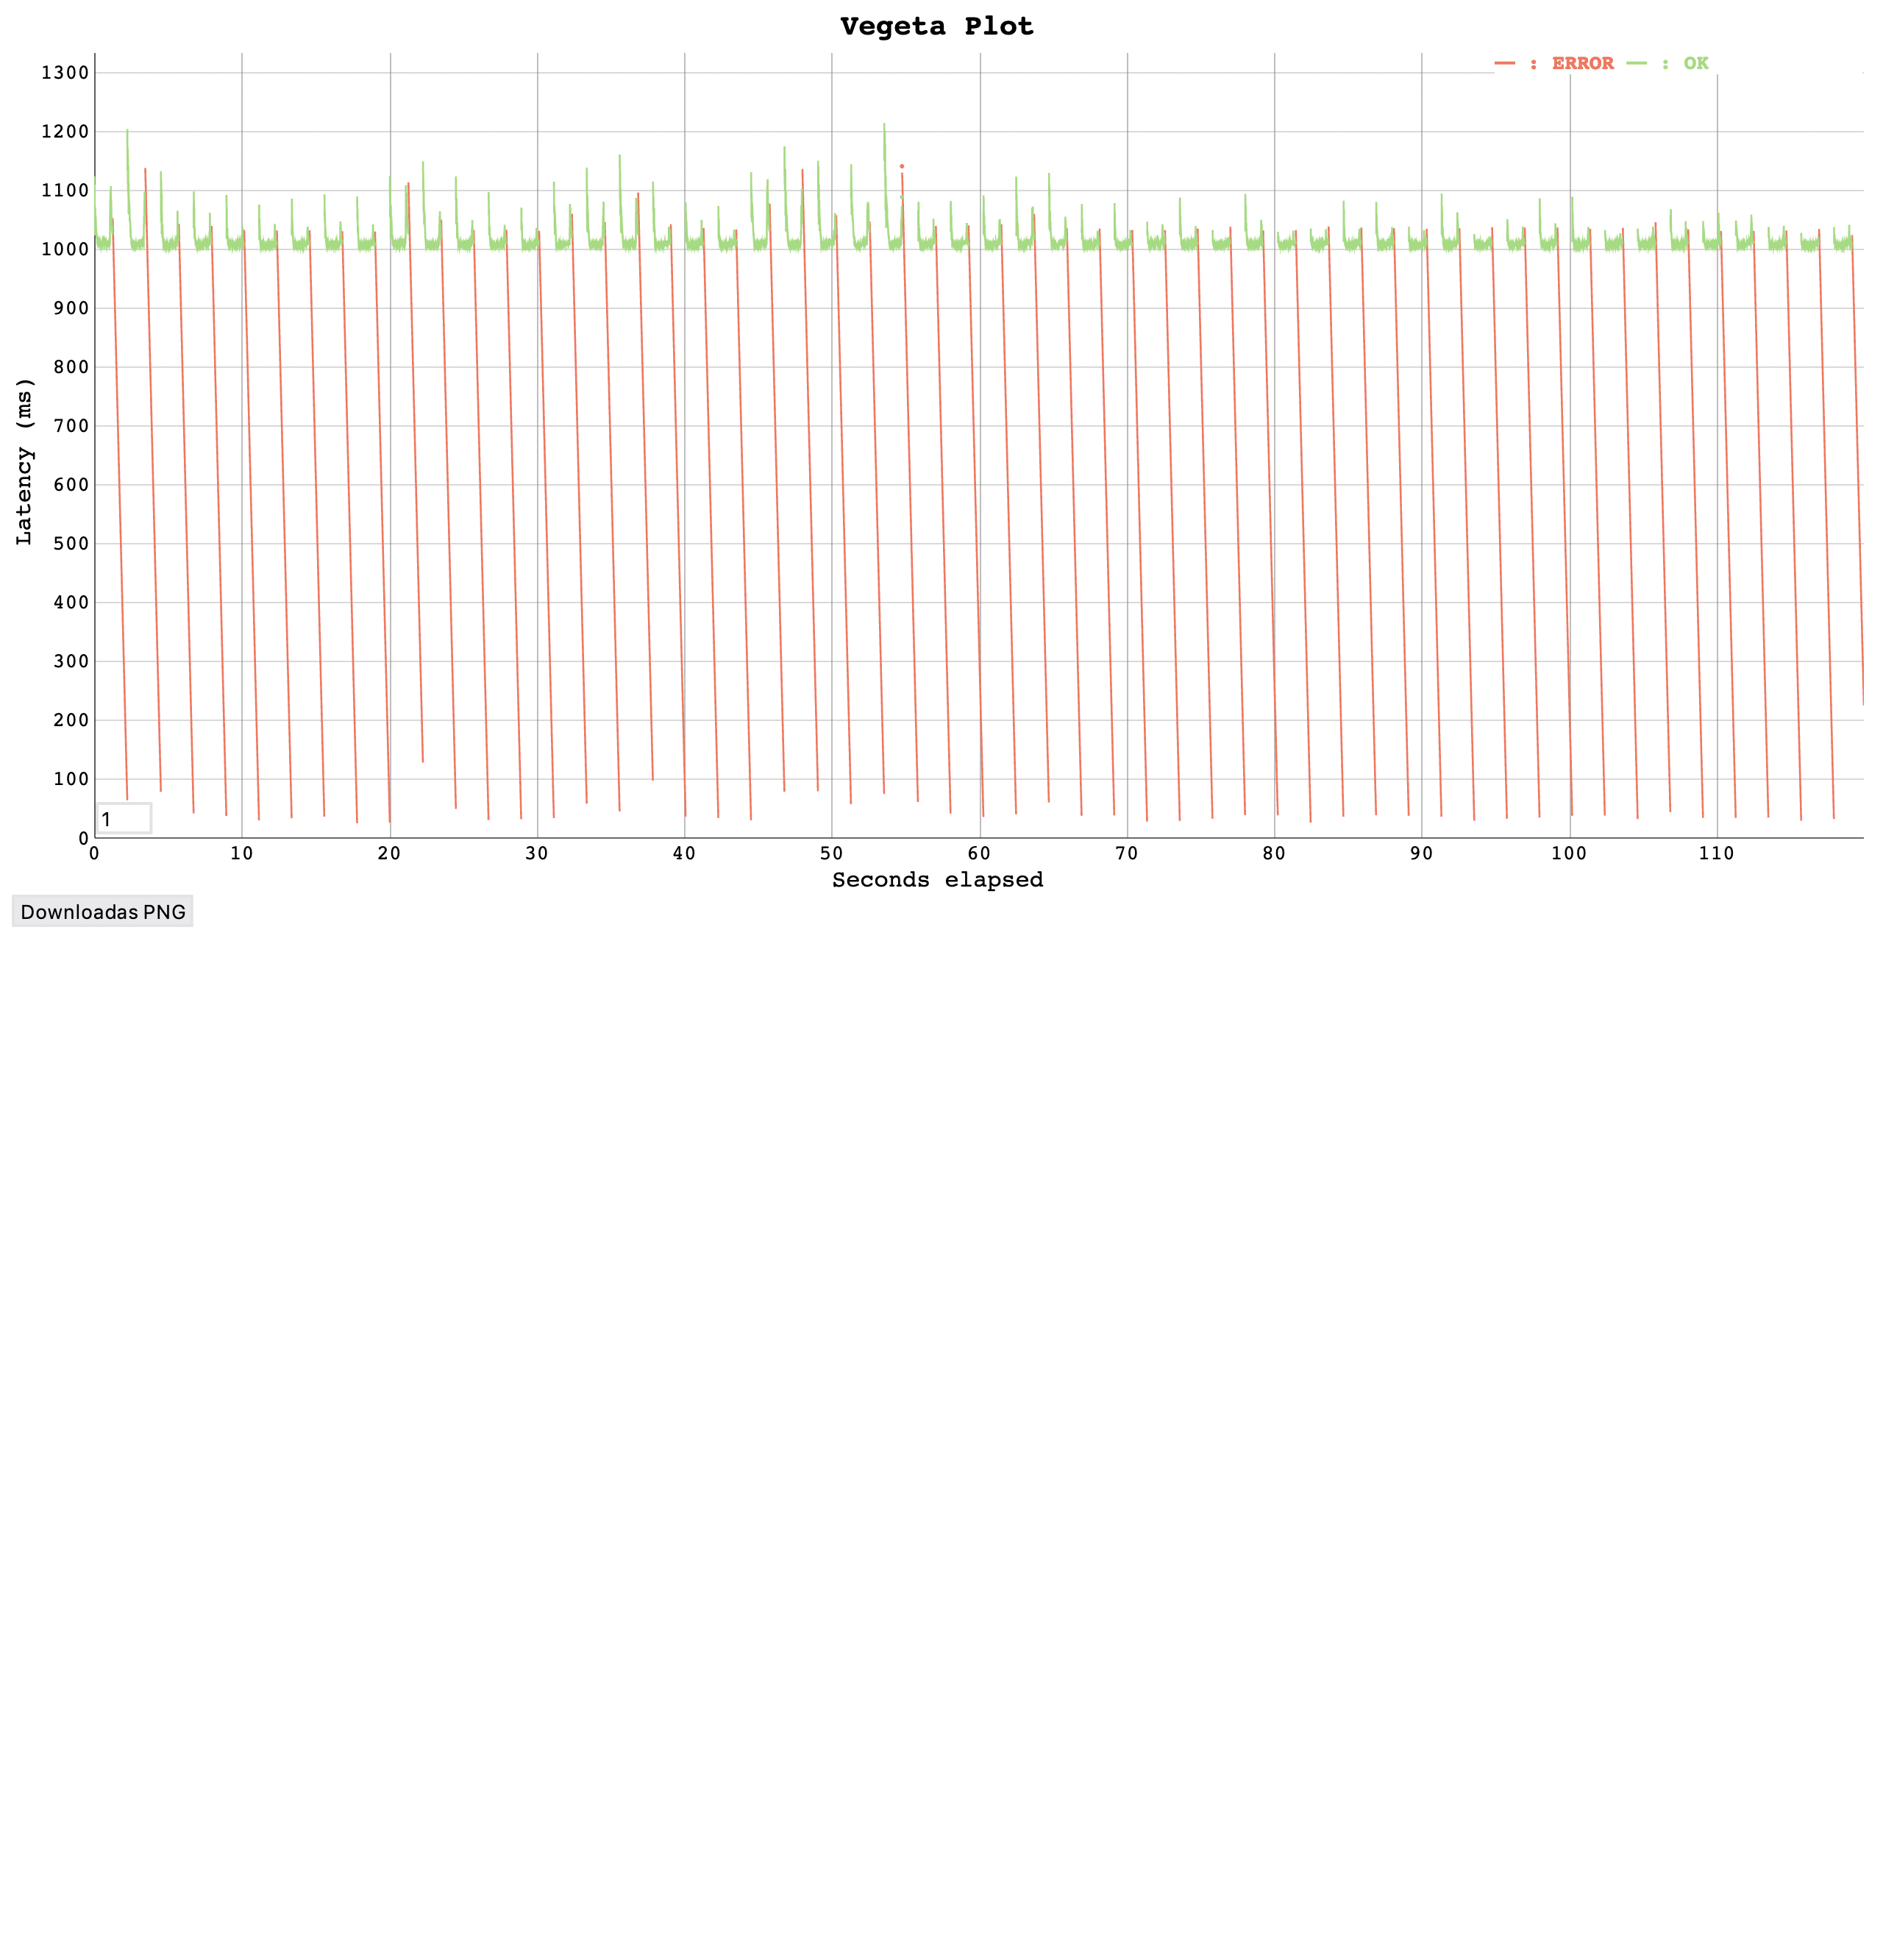 Vegeta Plot
: ERROR : OK
1300
1200
1100
1000
900
800
700
600
500
400
300
200
100
0
Latency (ms)
1
0 10 20 30 40 50 60 70 80 90 100 110
Seconds elapsed
Downloadas PNG